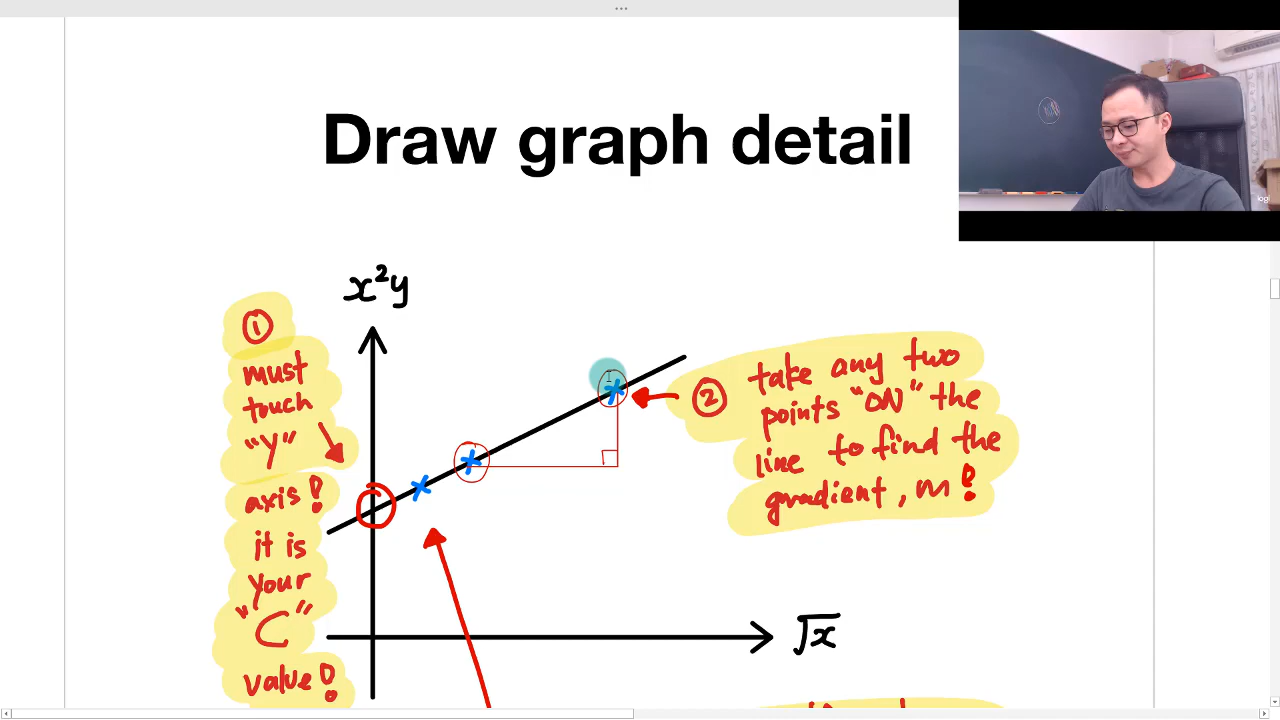 Draw graph detail
x²y
①
must
touch
"Y"
axis!
it is
your
"C"
value!
② take any two
points "ON" the
line to find the
gradient, m!
√x
logi